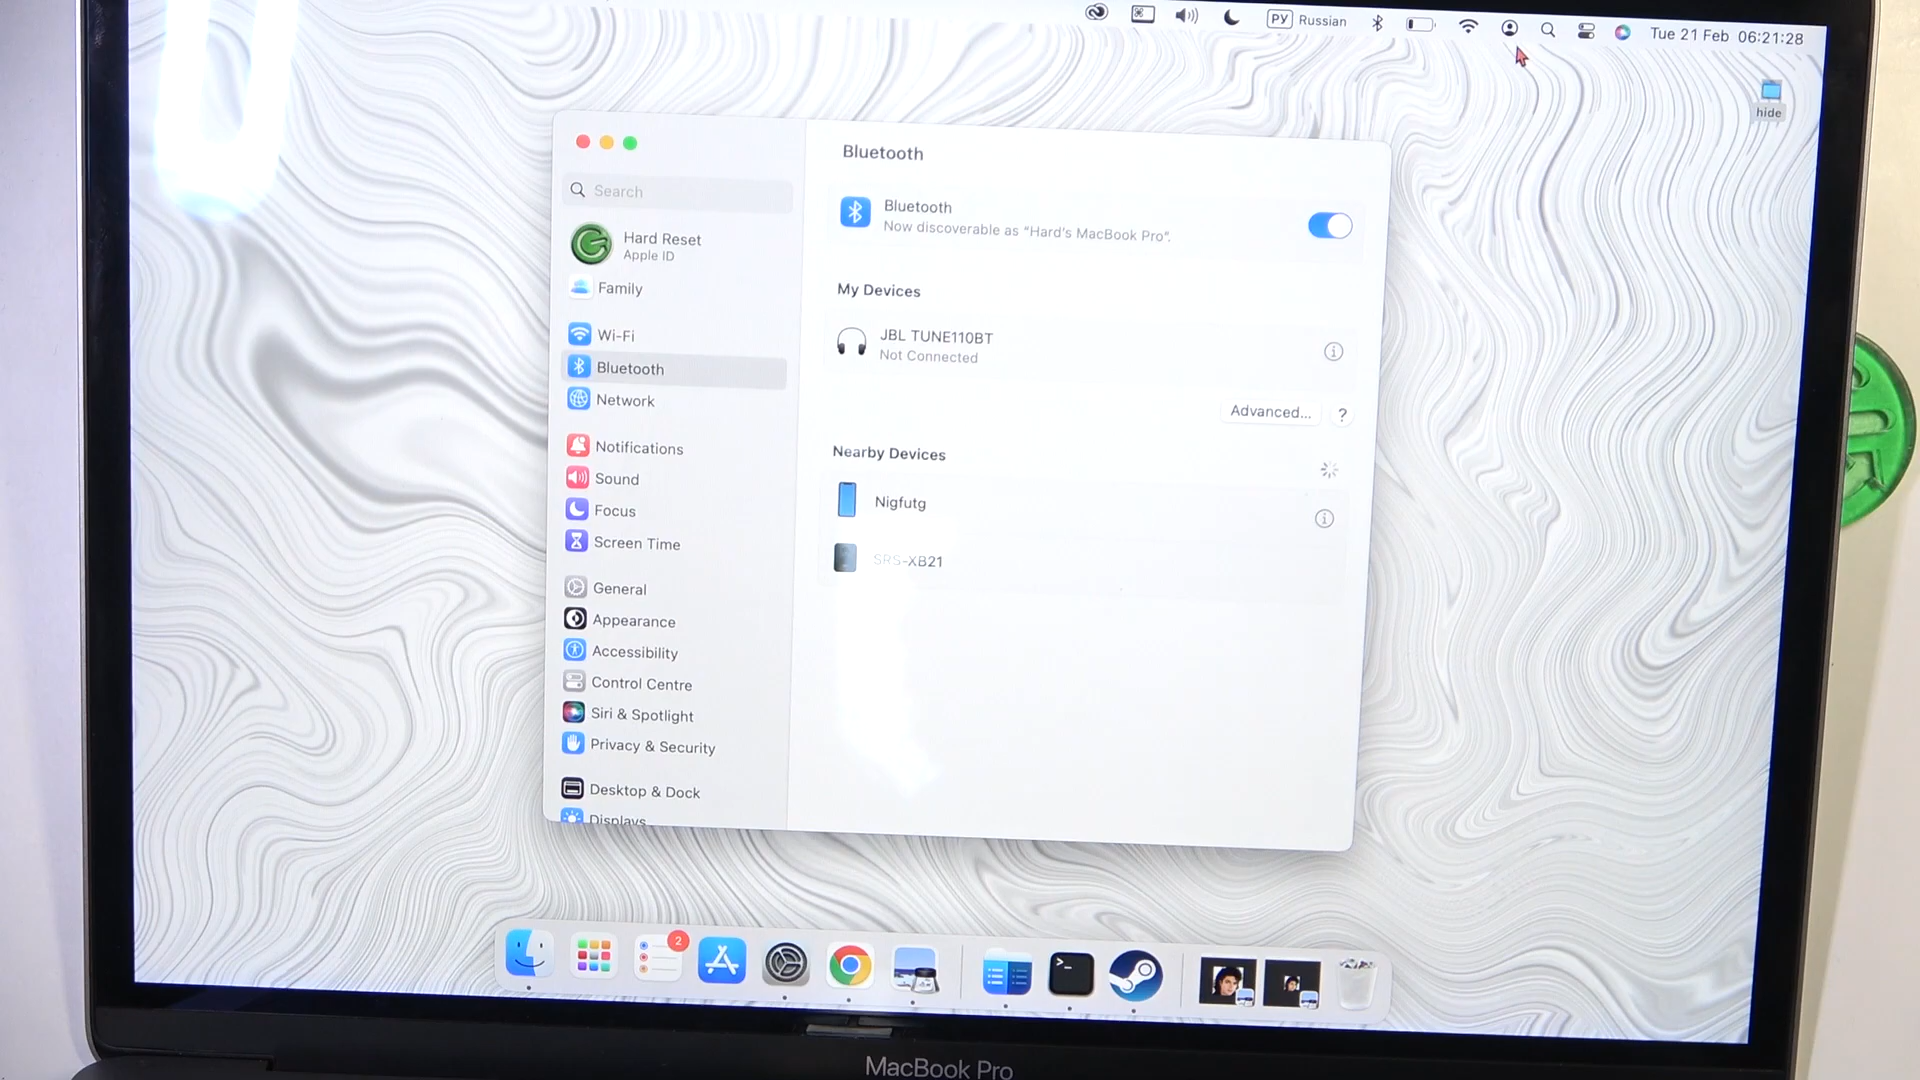 РУ Russian
Tue 21 Feb 06:21:28
hide
Search
Hard Reset
Apple ID
Family
Wi-Fi
Bluetooth
Network
Notifications
Sound
Focus
Screen Time
General
Appearance
Accessibility
Control Centre
Siri & Spotlight
Privacy & Security
Desktop & Dock
Displays
Bluetooth
Bluetooth
Now discoverable as “Hard’s MacBook Pro”.
My Devices
JBL TUNE110BT
Not Connected
Advanced...
?
Nearby Devices
Nigfutg
SRS-XB21
2
>_
MacBook Pro